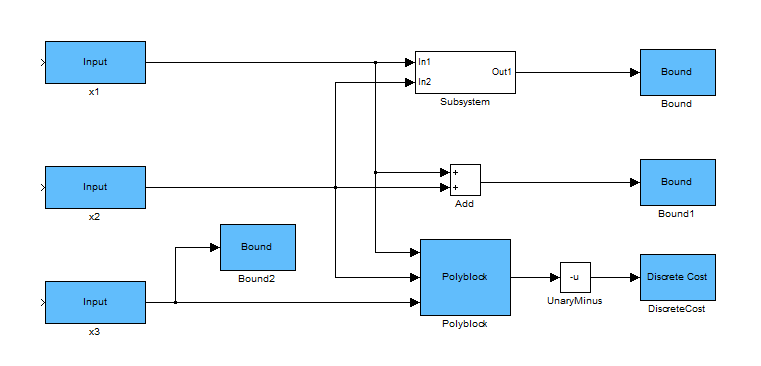 Input
x1
In1
In2
Out1
Subsystem
Bound
Bound
Input
x2
+
+
Add
Bound
Bound1
Bound
Bound2
Input
x3
Polyblock
Polyblock
-u
UnaryMinus
Discrete Cost
DiscreteCost